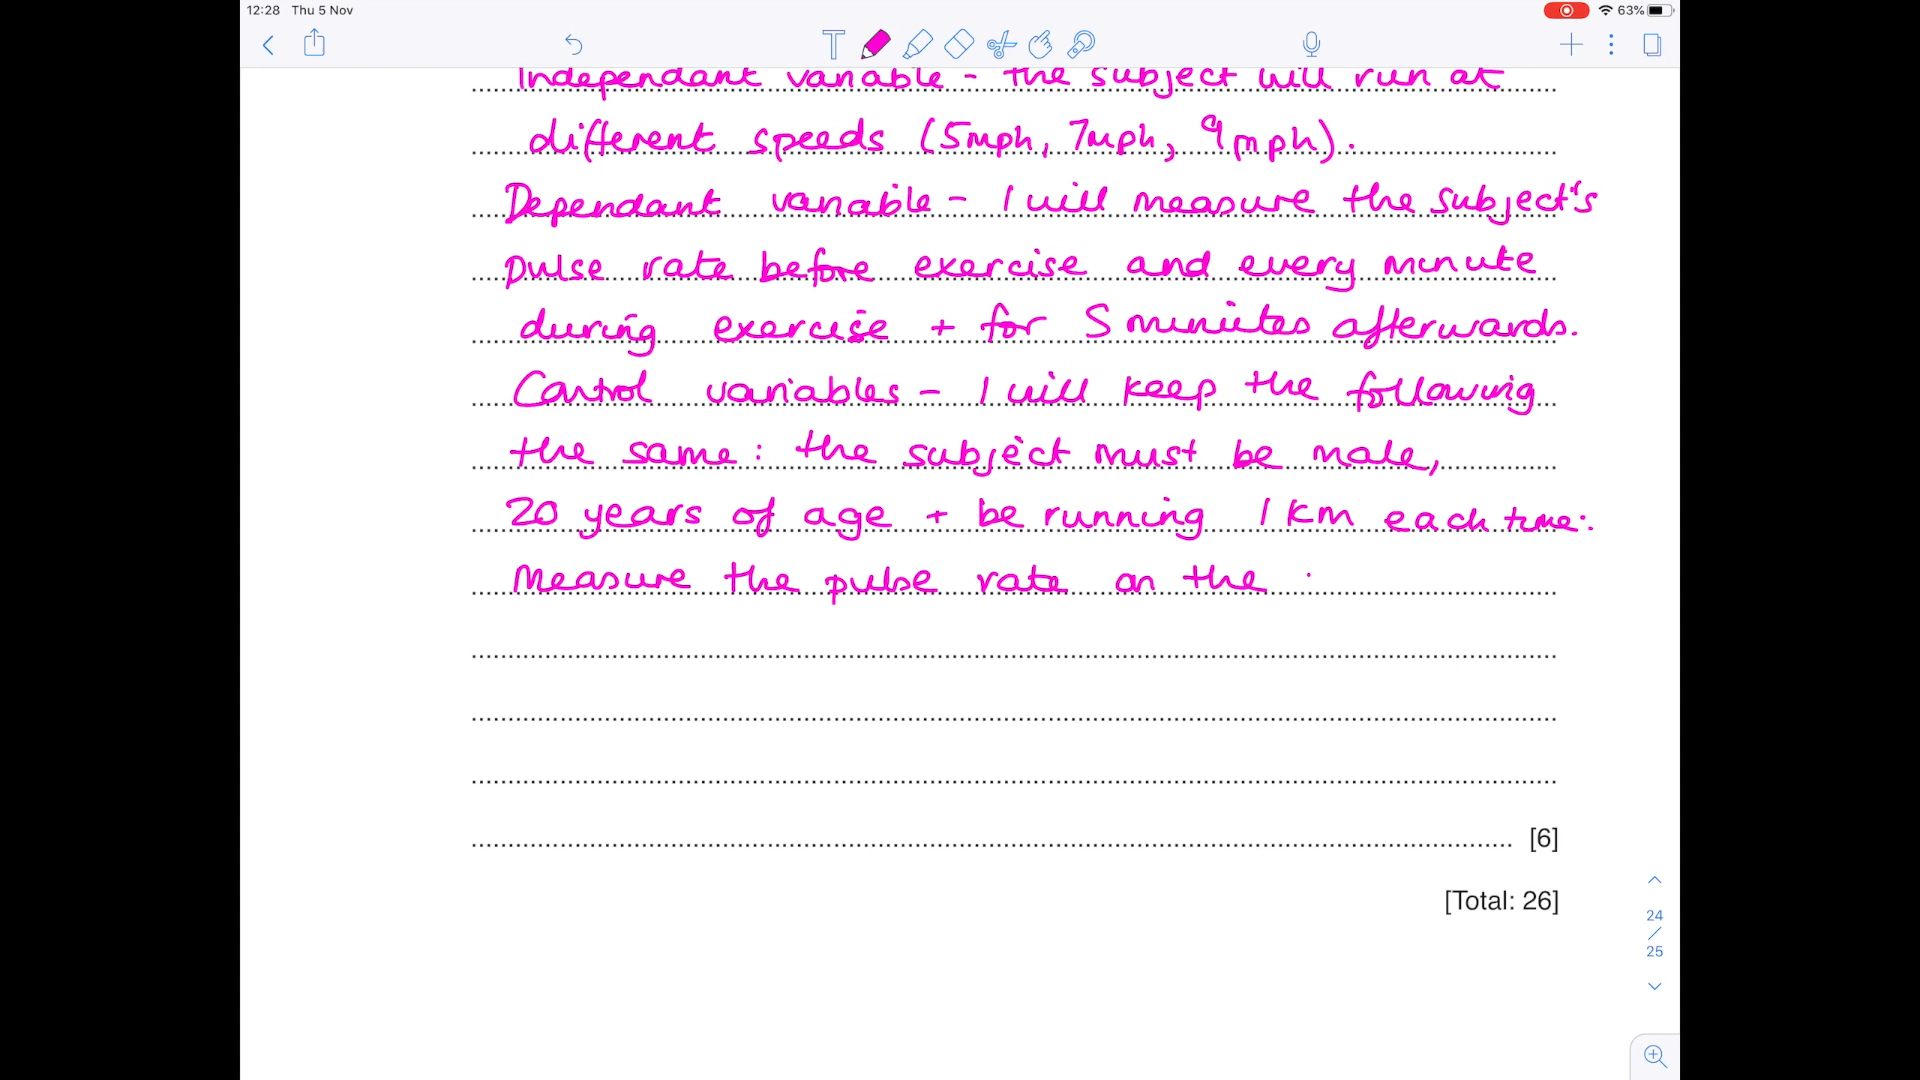 12:28 Thu 5 Nov
63%
T
Independant variable - the subject will run at
different speeds (5mph, 7mph, 9mph).
Dependant variable - I will measure the subject's
pulse rate before exercise and every minute
during exercise + for 5 minutes afterwards.
Control variables - I will keep the following
the same: the subject must be male,
20 years of age + be running 1 km each time.
Measure the pulse rate on the
[6]
[Total: 26]
24
/
25